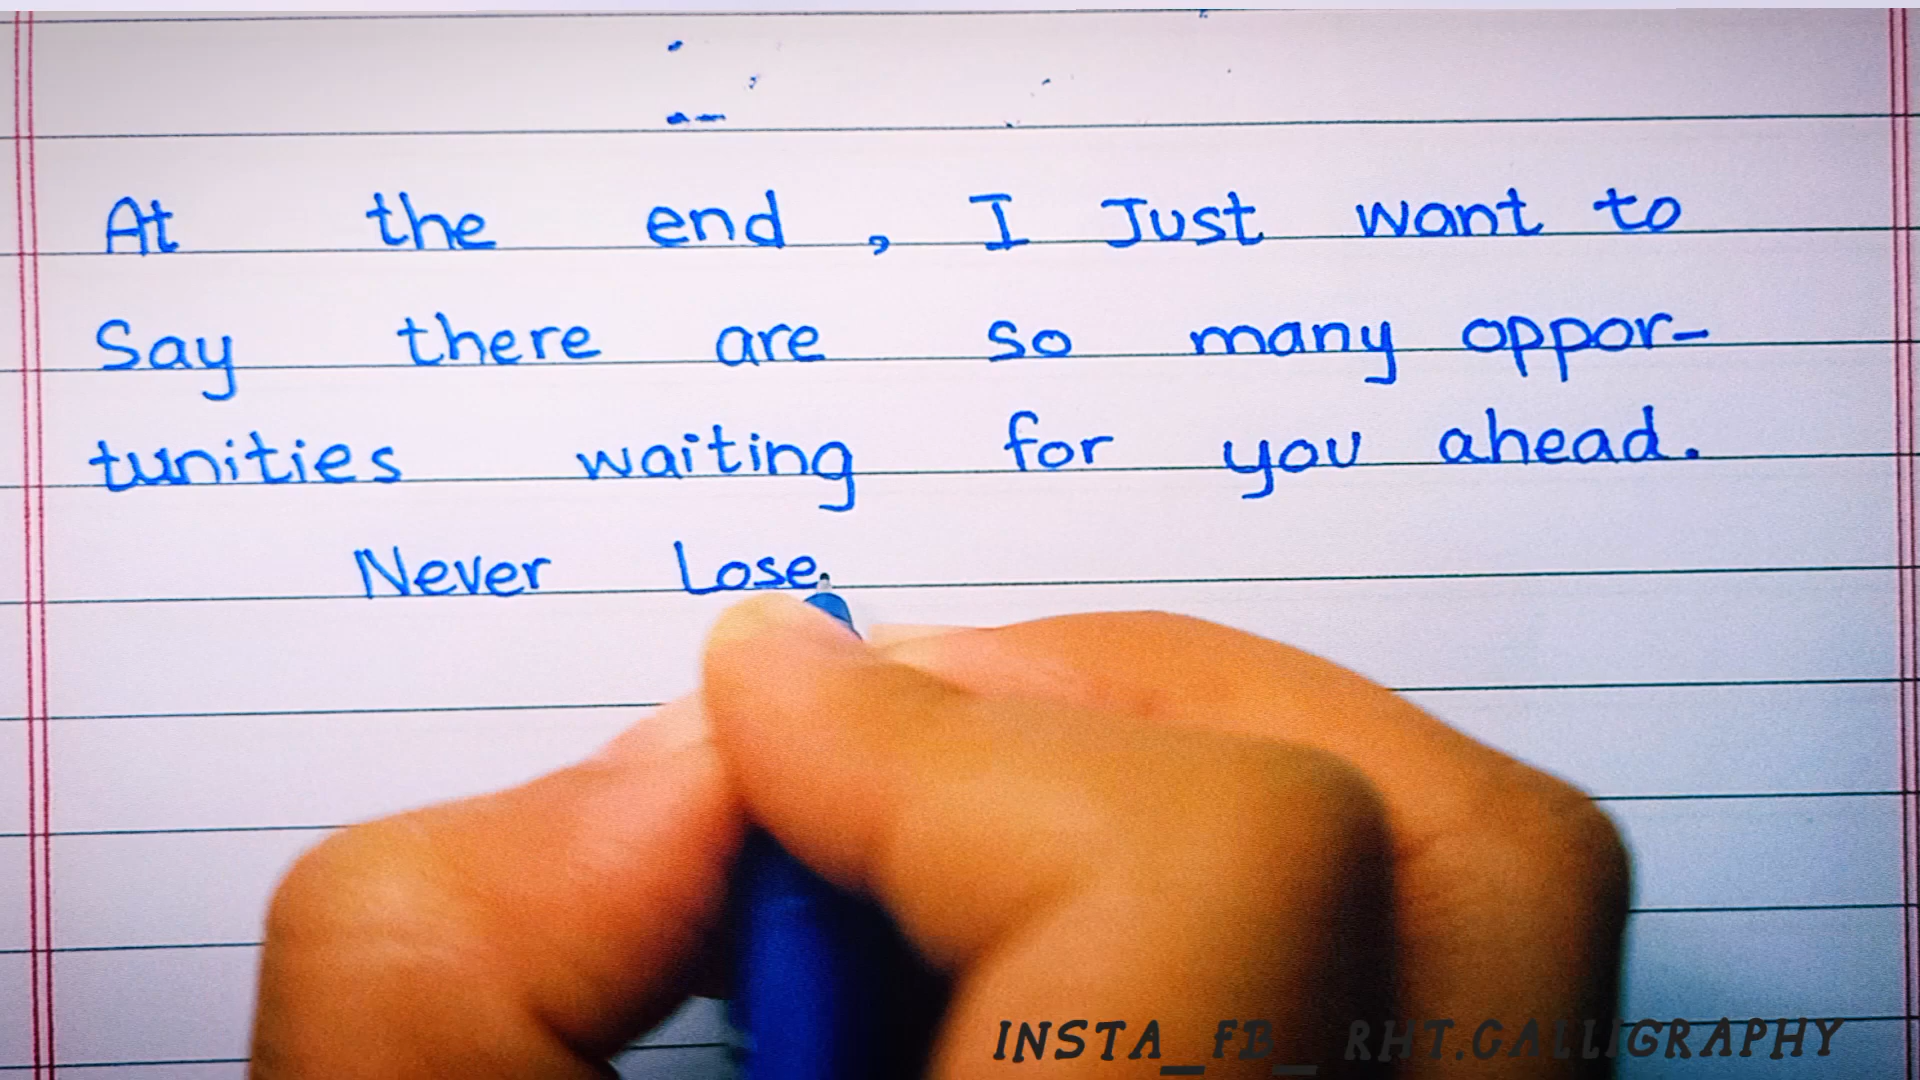 At the end, I Just want to
Say there are so many oppor-
tunities waiting for you ahead.
Never Lose
INSTA_FB_ RHT.CALLIGRAPHY